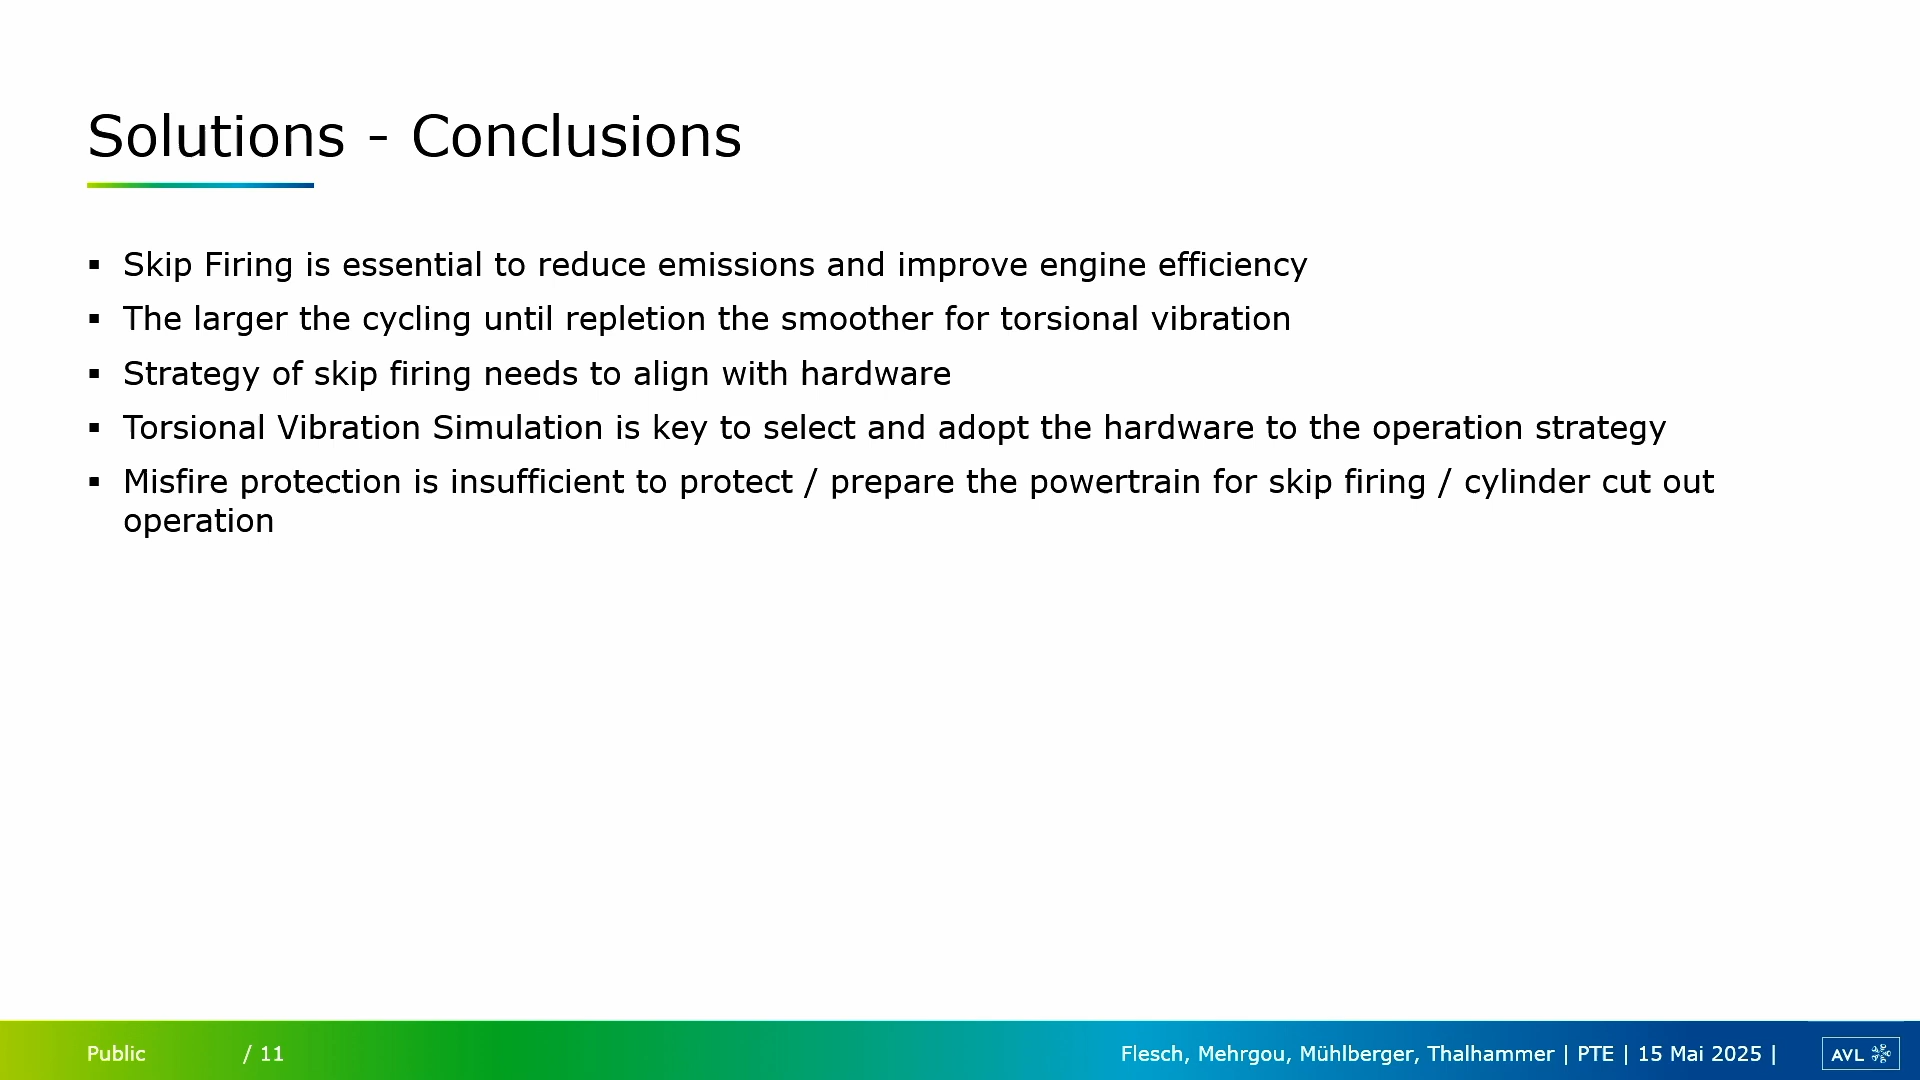 Solutions - Conclusions
▪ Skip Firing is essential to reduce emissions and improve engine efficiency
▪ The larger the cycling until repletion the smoother for torsional vibration
▪ Strategy of skip firing needs to align with hardware
▪ Torsional Vibration Simulation is key to select and adopt the hardware to the operation strategy
▪ Misfire protection is insufficient to protect / prepare the powertrain for skip firing / cylinder cut out
operation
Public / 11 Flesch, Mehrgou, Mühlberger, Thalhammer | PTE | 15 Mai 2025 | AVL